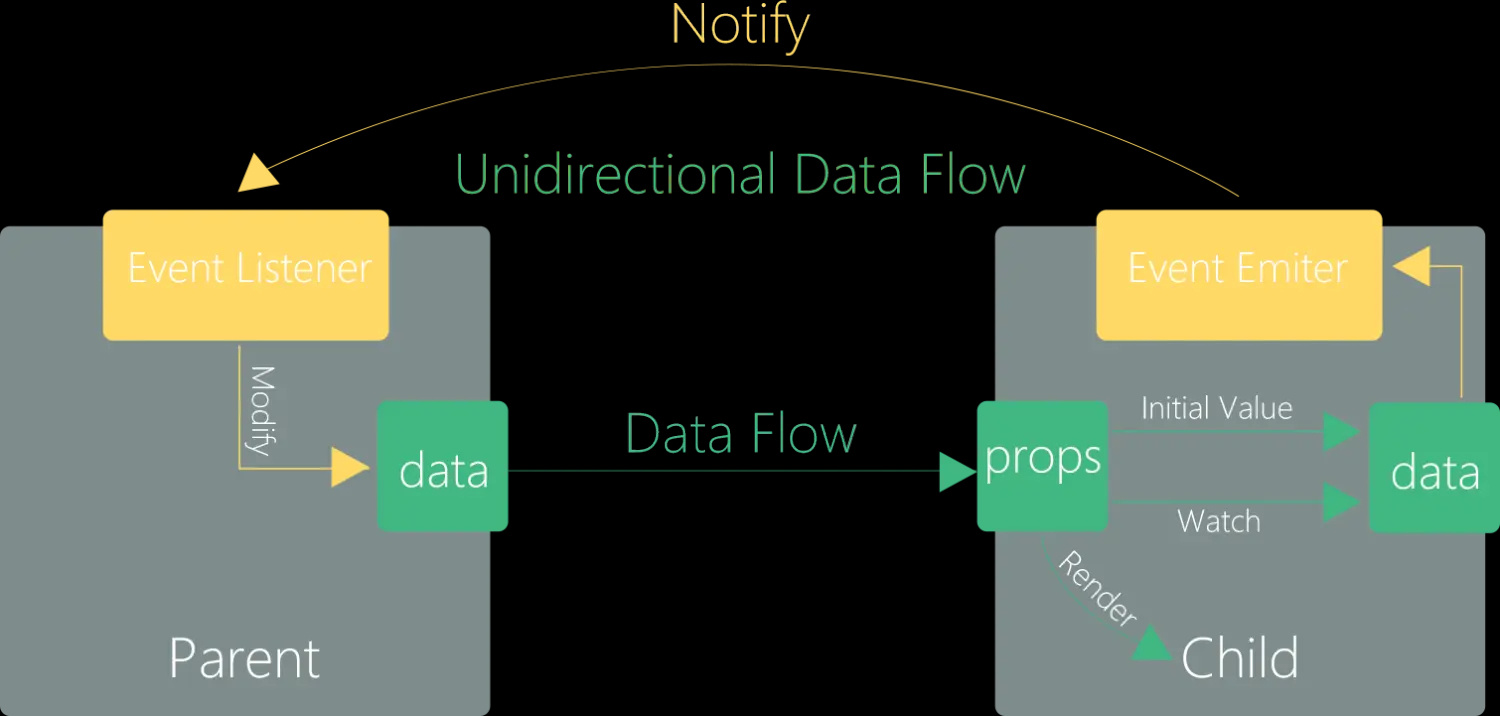 Notify
Unidirectional Data Flow
Event Listener
Event Emiter
Modify
Initial Value
Data Flow
data
props
data
Watch
Render
Parent
Child